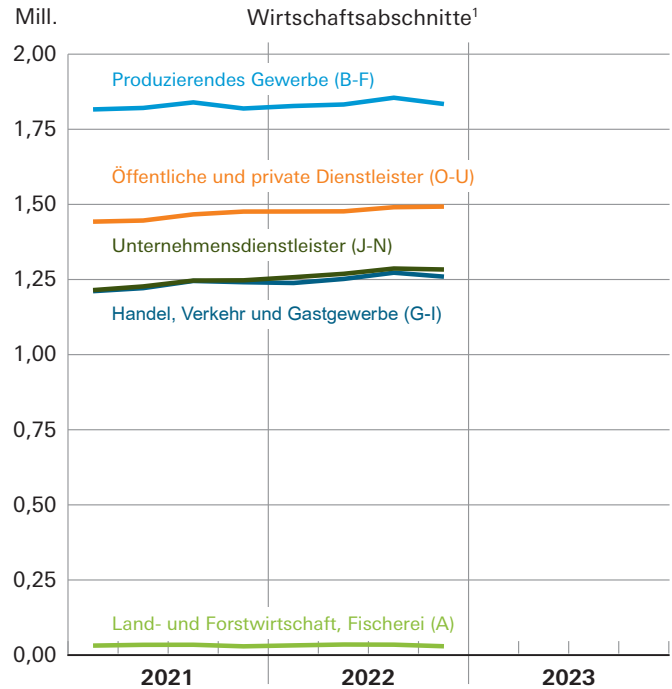 Mill.
Wirtschaftsabschnitte¹
2,00
Produzierendes Gewerbe (B-F)
1,75
Öffentliche und private Dienstleister (O-U)
1,50
Unternehmensdienstleister (J-N)
1,25
Handel, Verkehr und Gastgewerbe (G-I)
1,00
0,75
0,50
0,25
Land- und Forstwirtschaft, Fischerei (A)
0,00
2021 2022 2023